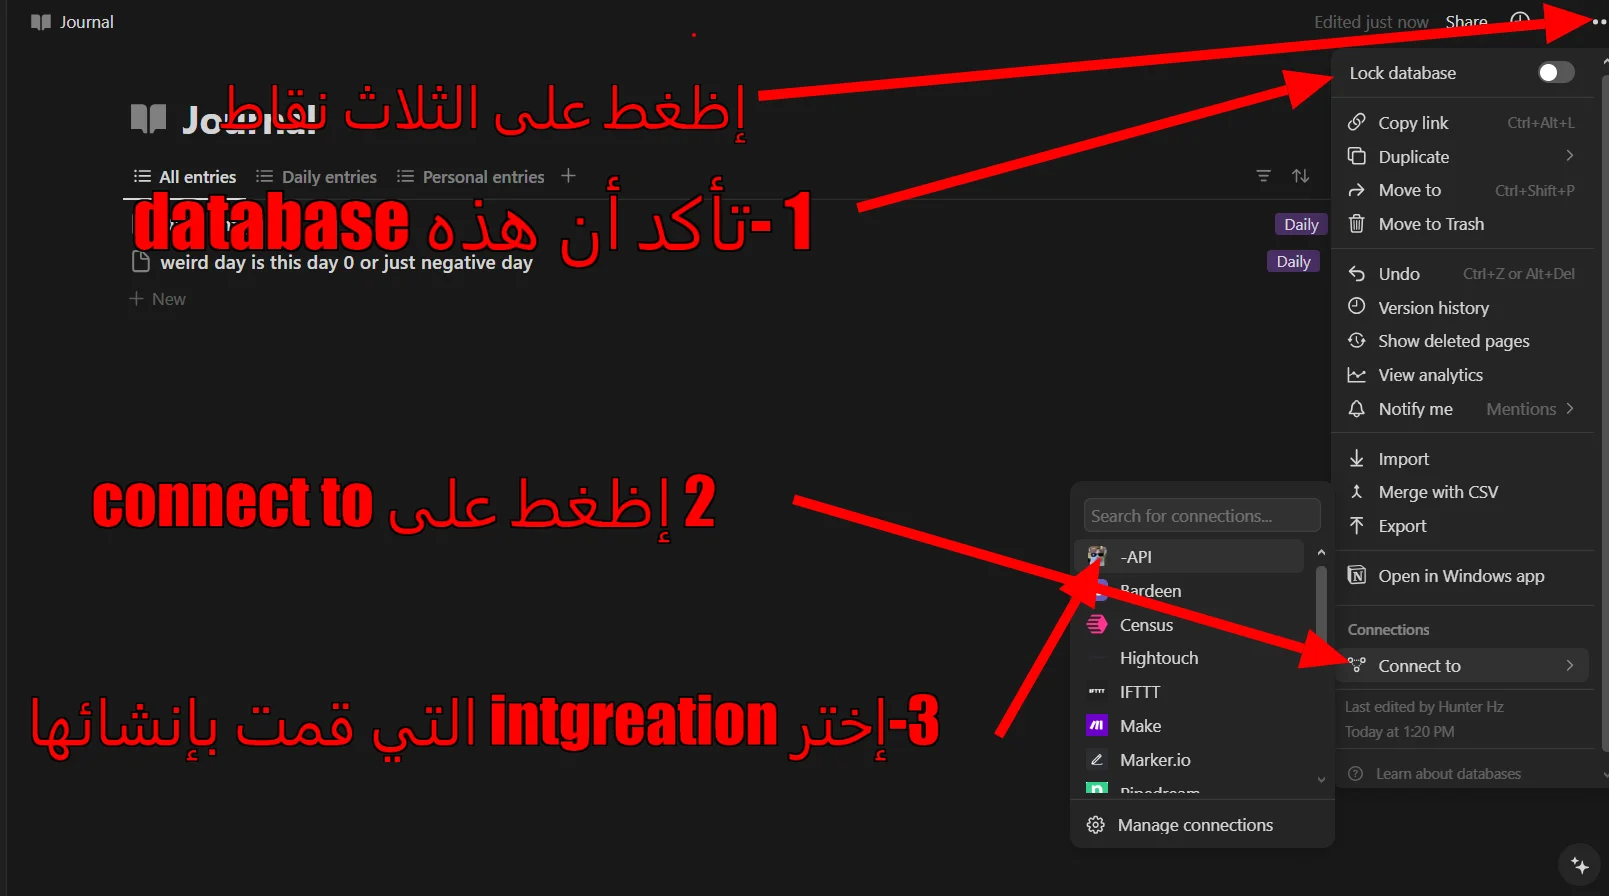 Journal
Edited just now Share
إظغط على الثلاث نقاط
Journal
All entries Daily entries Personal entries
1 -تأكد أن هذه database
Daily
weird day is this day 0 or just negative day Daily
New
Lock database
Copy link Ctrl+Alt+L
Duplicate
Move to Ctrl+Shift+P
Move to Trash
Undo Ctrl+Z or Alt+Del
Version history
Show deleted pages
View analytics
Notify me Mentions
Import
Merge with CSV
Export
Open in Windows app
Connections
Connect to
Last edited by Hunter Hz
Today at 1:20 PM
Learn about databases
2 إظغط على connect to
3-إختر intgreation التي قمت بإنشائها
Search for connections...
-API
Bardeen
Census
Hightouch
IFTTT
Make
Marker.io
Pipedream
Manage connections